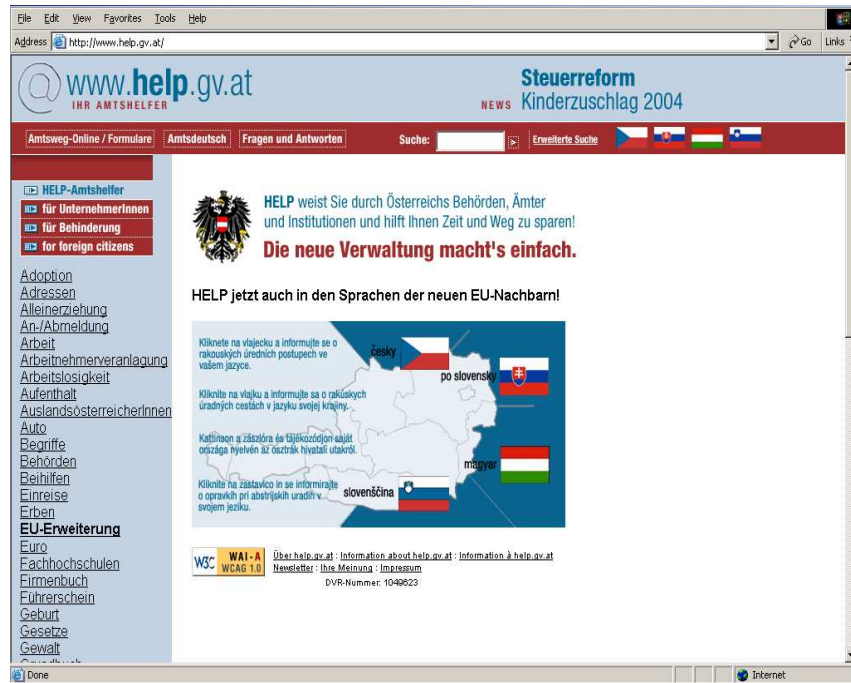 File Edit View Favorites Tools Help
Address http://www.help.gv.at/ Go Links
www.help.gv.at
IHR AMTSHELFER
Steuerreform
NEWS Kinderzuschlag 2004
Amtsweg-Online / Formulare Amtsdeutsch Fragen und Antworten Suche: Erweiterte Suche
HELP-Amtshelfer
für UnternehmerInnen
für Behinderung
for foreign citizens
Adoption
Adressen
Alleinerziehung
An-/Abmeldung
Arbeit
Arbeitnehmerveranlagung
Arbeitslosigkeit
Aufenthalt
AuslandsösterreicherInnen
Auto
Begriffe
Behörden
Beihilfen
Einreise
Erben
EU-Erweiterung
Euro
Fachhochschulen
Firmenbuch
Führerschein
Geburt
Gesetze
Gewalt
HELP weist Sie durch Österreichs Behörden, Ämter
und Institutionen und hilft Ihnen Zeit und Weg zu sparen!
Die neue Verwaltung macht's einfach.
HELP jetzt auch in den Sprachen der neuen EU-Nachbarn!
Kliknete na vlajecku a informujte se o
rakouských úredních postupech ve
vašem jazyce.
Kliknite na vlajku a informujte sa o rakúskych
úradných cestách v jazyku svojej krajiny.
Kattinson a zászlóra és tájékozódjon saját
országa nyelvén az osztrák hivatali utakról.
Kliknite na zastavico in se informirajte
o opravkih pri abstrijskih uradih v
svojem jeziku.
česky
po slovensky
magyar
slovenščina
W3C WAI-A
WCAG 1.0
Über help.gv.at : Information about help.gv.at : Information à help.gv.at
Newsletter : Ihre Meinung : Impressum
DVR-Nummer: 1049623
Done Internet